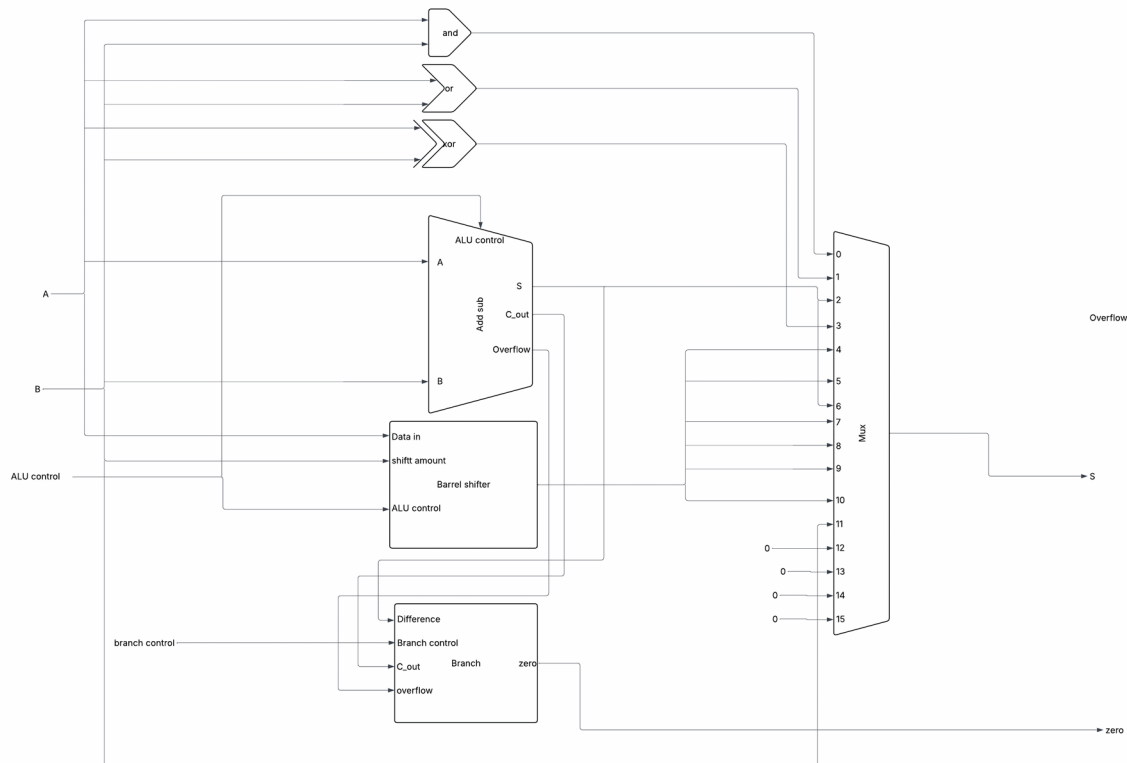 and
or
xor
ALU control
A
S
Add sub
C_out
Overflow
B
A
B
ALU control
Data in
shiftt amount
Barrel shifter
ALU control
branch control
Difference
Branch control
C_out
Branch
zero
overflow
0
1
2
3
4
5
6
7
8
9
10
11
12
13
14
15
Mux
0
0
0
0
Overflow
S
zero